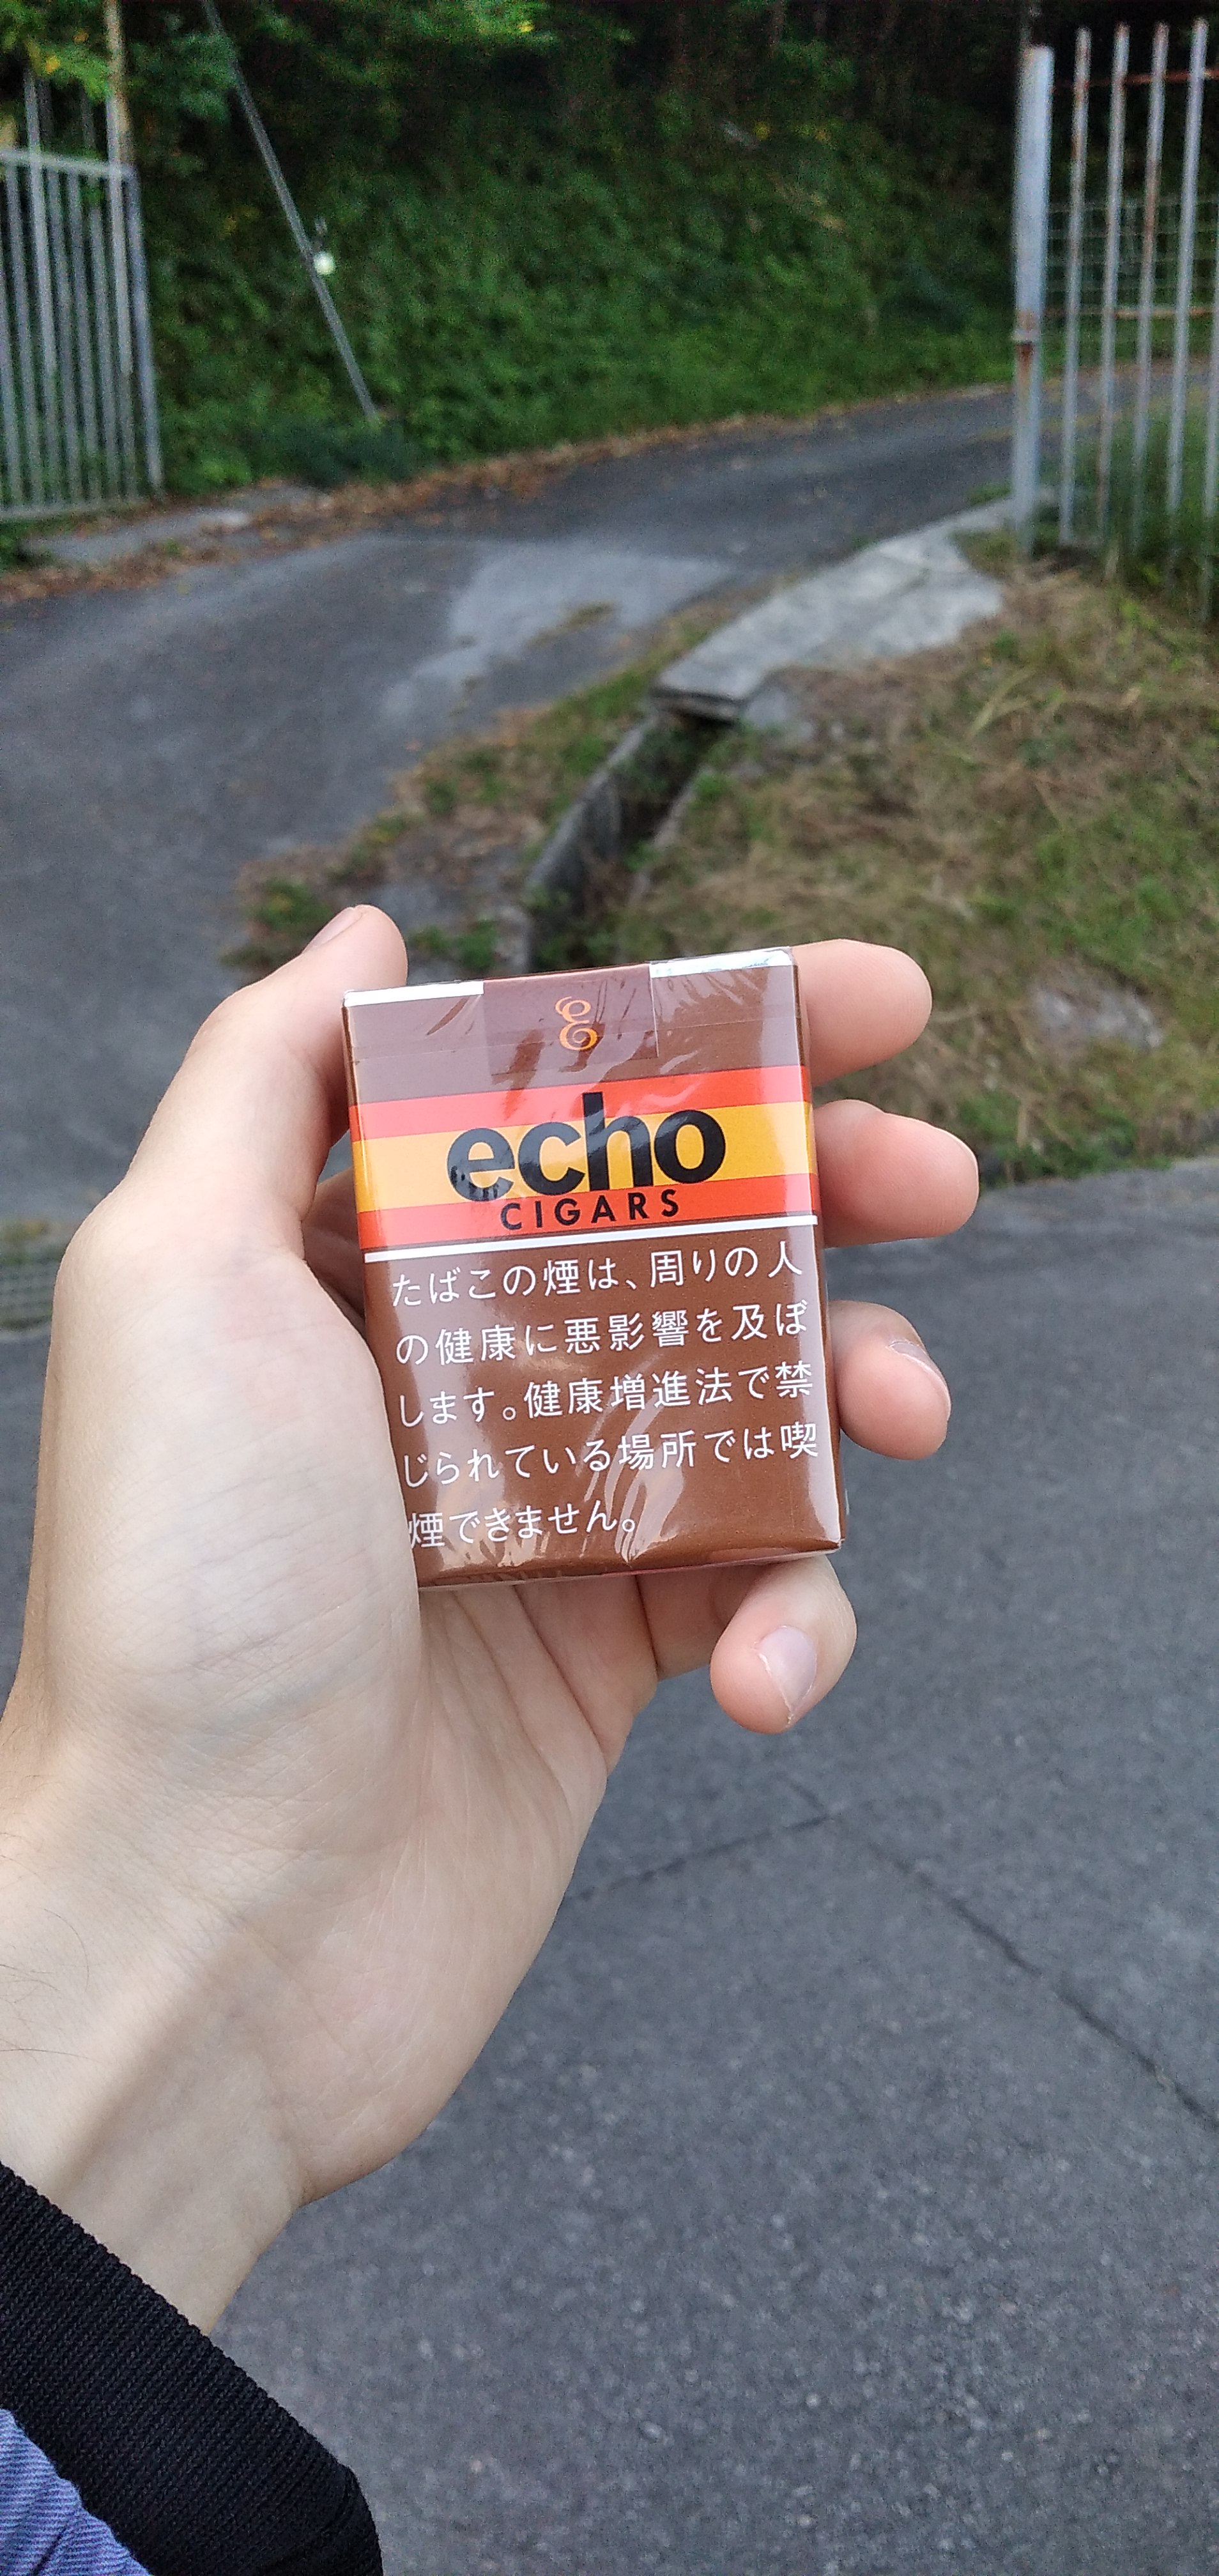 echo
CIGARS
たばこの煙は、周りの人
の健康に悪影響を及ぼ
します。健康増進法で禁
じられている場所では喫
煙できません。